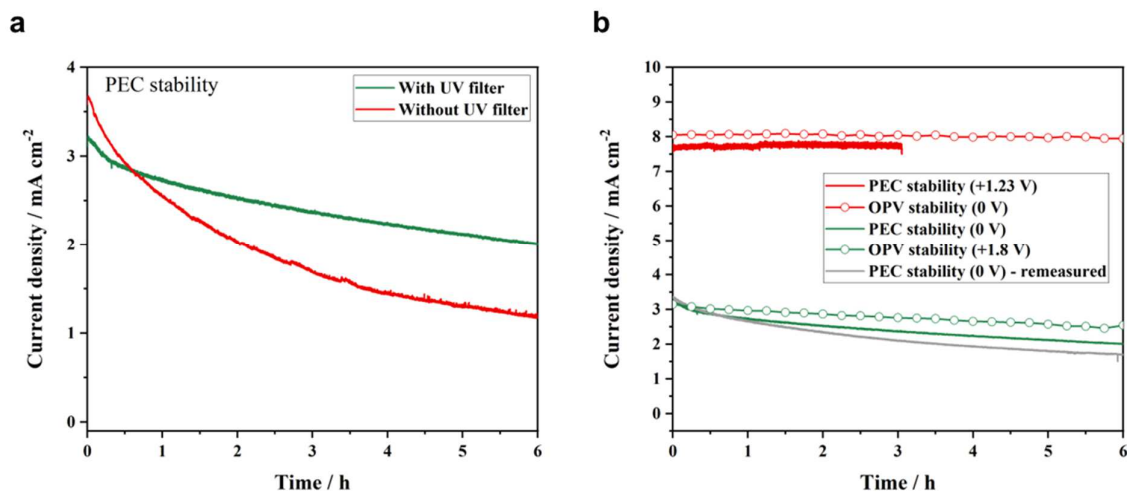 a
PEC stability
With UV filter
Without UV filter
4
3
2
1
0
0
1
2
3
4
5
6
Current density / mA cm⁻²
Time / h
b
10
9
8
7
6
5
4
3
2
1
0
0
1
2
3
4
5
6
PEC stability (+1.23 V)
OPV stability (0 V)
PEC stability (0 V)
OPV stability (+1.8 V)
PEC stability (0 V) - remeasured
Current density / mA cm⁻²
Time / h